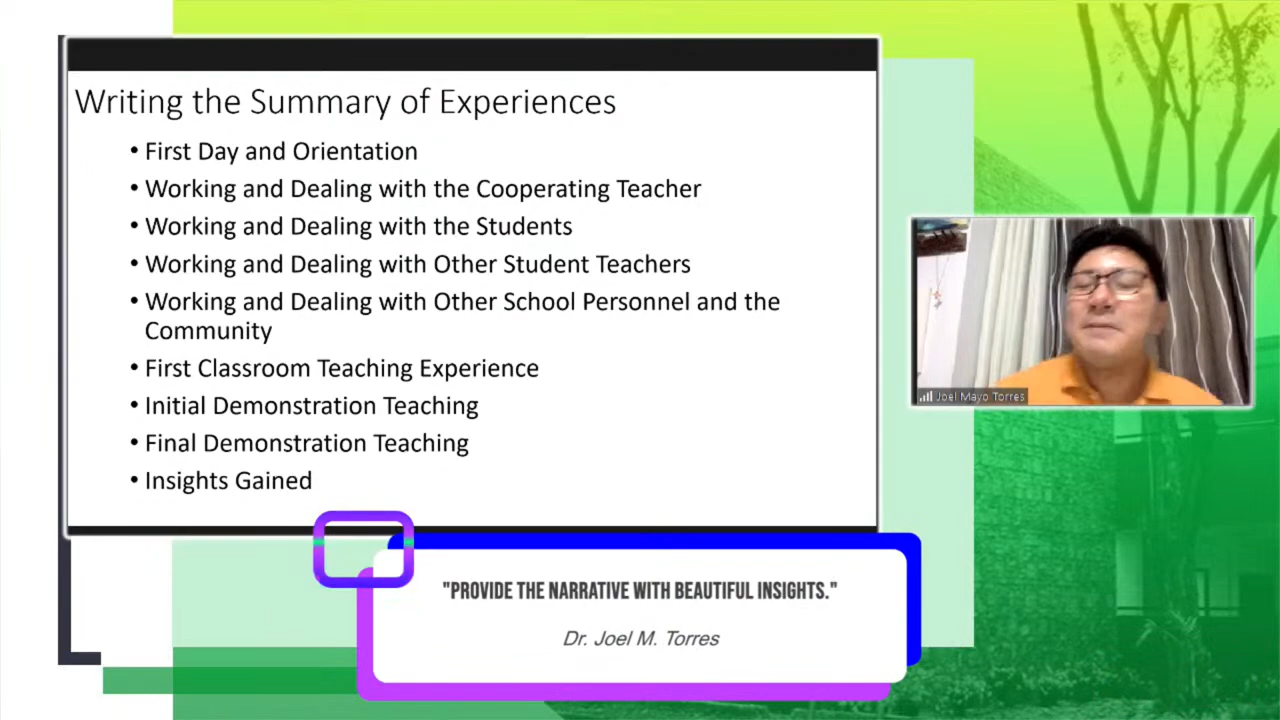 Writing the Summary of Experiences
• First Day and Orientation
• Working and Dealing with the Cooperating Teacher
• Working and Dealing with the Students
• Working and Dealing with Other Student Teachers
• Working and Dealing with Other School Personnel and the
Community
• First Classroom Teaching Experience
• Initial Demonstration Teaching
• Final Demonstration Teaching
• Insights Gained
Joel Mayo Torres
"PROVIDE THE NARRATIVE WITH BEAUTIFUL INSIGHTS."
Dr. Joel M. Torres